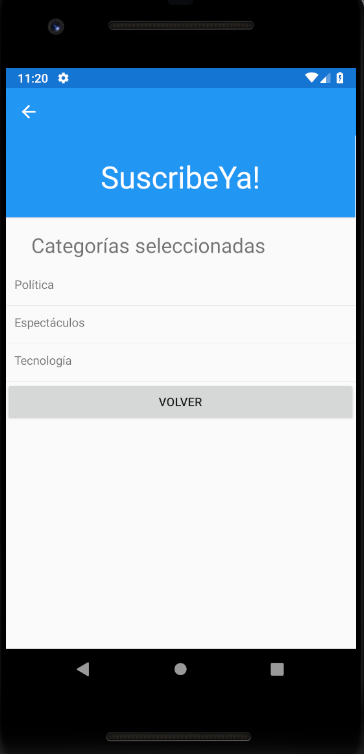 11:20
SuscribeYa!
Categorías seleccionadas
Política
Espectáculos
Tecnología
VOLVER